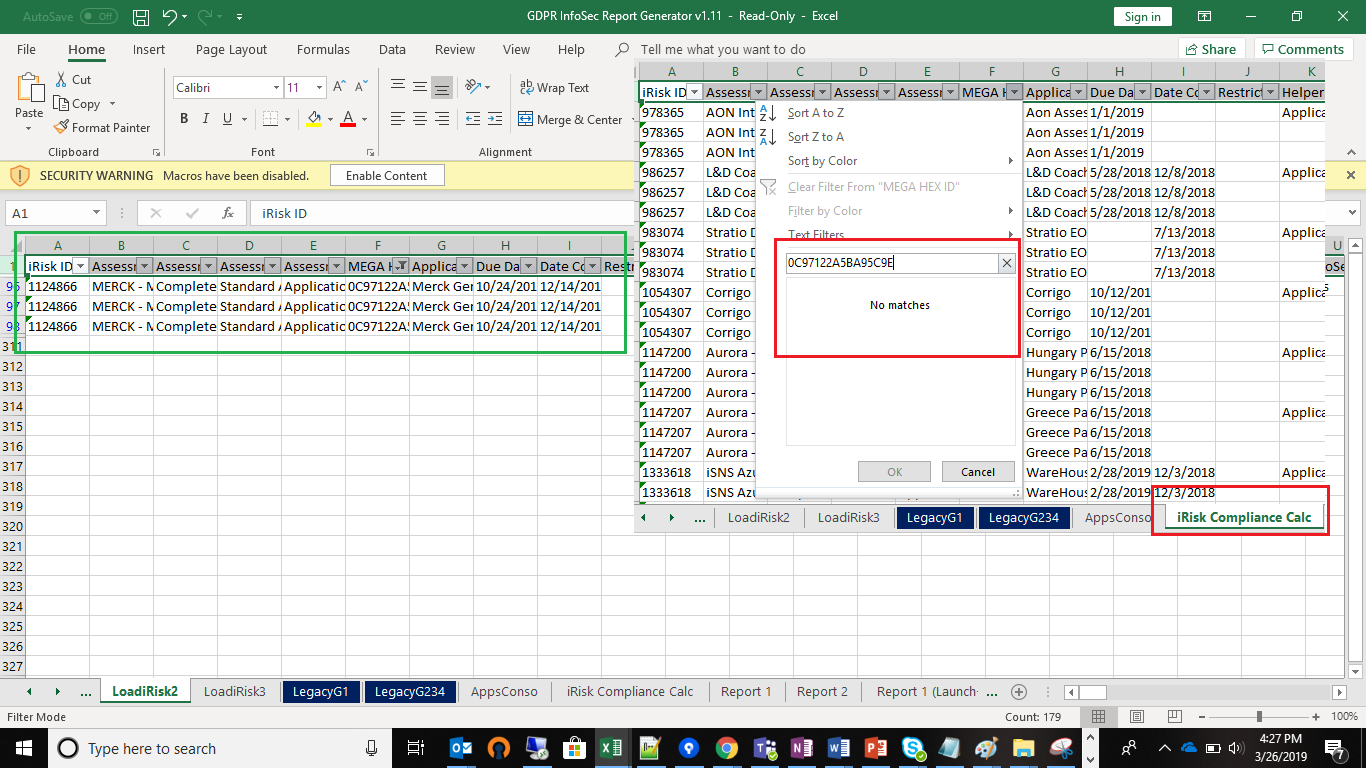 AutoSave Off GDPR InfoSec Report Generator v1.11 - Read-Only - Excel Sign in
File Home Insert Page Layout Formulas Data Review View Help Tell me what you want to do Share Comments
Paste Cut Copy Format Painter Calibri 11 A A B I U A Wrap Text Merge & Center
Clipboard Font Alignment
SECURITY WARNING Macros have been disabled. Enable Content
A1 fx iRisk ID
A B C D E F G H I
iRisk ID Assessm Assessm Assessm Assessm MEGA H Applica Due Da Date Co Restr
96 1124866 MERCK - M Complete Standard A Applicatio 0C97122A5 Merck Ger 10/24/201 12/14/201
97 1124866 MERCK - M Complete Standard A Applicatio 0C97122A5 Merck Ger 10/24/201 12/14/201
98 1124866 MERCK - M Complete Standard A Applicatio 0C97122A5 Merck Ger 10/24/201 12/14/201
311
312
313
314
315
316
317
318
319
320
321
322
323
324
325
326
327
A B C D E F G H I J K
iRisk ID Assessm Assessm Assessm Assessm MEGA H Applica Due Da Date Co Restrict Helper
978365 AON Int Aon Asses 1/1/2019 Applica
978365 AON Int Aon Asses 1/1/2019
978365 AON Int Aon Asses 1/1/2019
986257 L&D Coa L&D Coach 5/28/2018 12/8/2018 Applica
986257 L&D Coa L&D Coach 5/28/2018 12/8/2018
986257 L&D Coa L&D Coach 5/28/2018 12/8/2018
983074 Stratio D Stratio EO 7/13/2018 Applica
983074 Stratio D Stratio EO 7/13/2018
983074 Stratio D Stratio EO 7/13/2018
1054307 Corrigo Corrigo 10/12/201 Applica
1054307 Corrigo Corrigo 10/12/201
1054307 Corrigo Corrigo 10/12/201
1147200 Aurora - Hungary P 6/15/2018 Applica
1147200 Aurora - Hungary P 6/15/2018
1147200 Aurora - Hungary P 6/15/2018
1147207 Aurora - Greece Pa 6/15/2018 Applica
1147207 Aurora - Greece Pa 6/15/2018
1147207 Aurora - Greece Pa 6/15/2018
1333618 iSNS Azu WareHous 2/28/2019 12/3/2018 Applica
1333618 iSNS Azu WareHous 2/28/2019 12/3/2018
Sort A to Z
Sort Z to A
Sort by Color
Clear Filter From "MEGA HEX ID"
Filter by Color
Text Filters
0C97122A5BA95C9E
No matches
OK Cancel
... LoadiRisk2 LoadiRisk3 LegacyG1 LegacyG234 AppsConso iRisk Compliance Calc
U
... LoadiRisk2 LoadiRisk3 LegacyG1 LegacyG234 AppsConso iRisk Compliance Calc Report 1 Report 2 Report 1 (Launch ...
Filter Mode Count: 179 100%
Type here to search 4:27 PM
3/26/2019 7